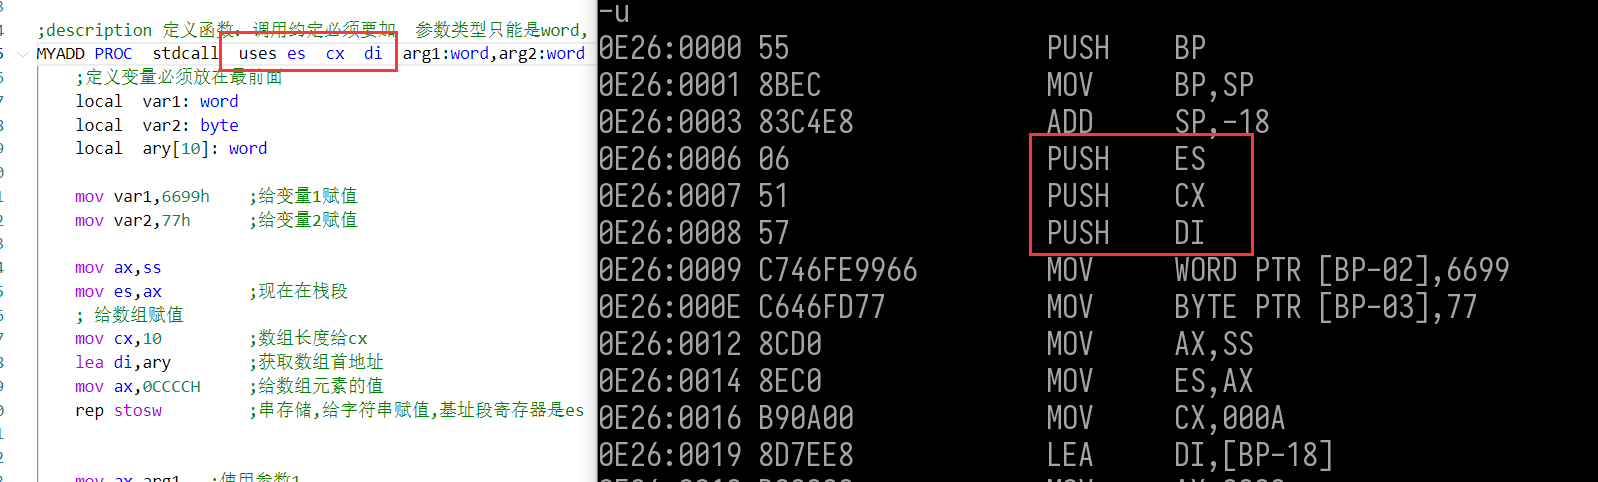 ;description 定义函数: 调用约定必须要加 参数类型只能是word,
MYADD PROC stdcall uses es cx di arg1:word,arg2:word
;定义变量必须放在最前面
local var1: word
local var2: byte
local ary[10]: word
mov var1,6699h ;给变量1赋值
mov var2,77h ;给变量2赋值
mov ax,ss
mov es,ax ;现在在栈段
; 给数组赋值
mov cx,10 ;数组长度给cx
lea di,ary ;获取数组首地址
mov ax,0CCCCH ;给数组元素的值
rep stosw ;串存储,给字符串赋值,基址段寄存器是es
mov ax,arg1 ;使用参数1
-u
0E26:0000 55 PUSH BP
0E26:0001 8BEC MOV BP,SP
0E26:0003 83C4E8 ADD SP,-18
0E26:0006 06 PUSH ES
0E26:0007 51 PUSH CX
0E26:0008 57 PUSH DI
0E26:0009 C746FE9966 MOV WORD PTR [BP-02],6699
0E26:000E C646FD77 MOV BYTE PTR [BP-03],77
0E26:0012 8CD0 MOV AX,SS
0E26:0014 8EC0 MOV ES,AX
0E26:0016 B90A00 MOV CX,000A
0E26:0019 8D7EE8 LEA DI,[BP-18]